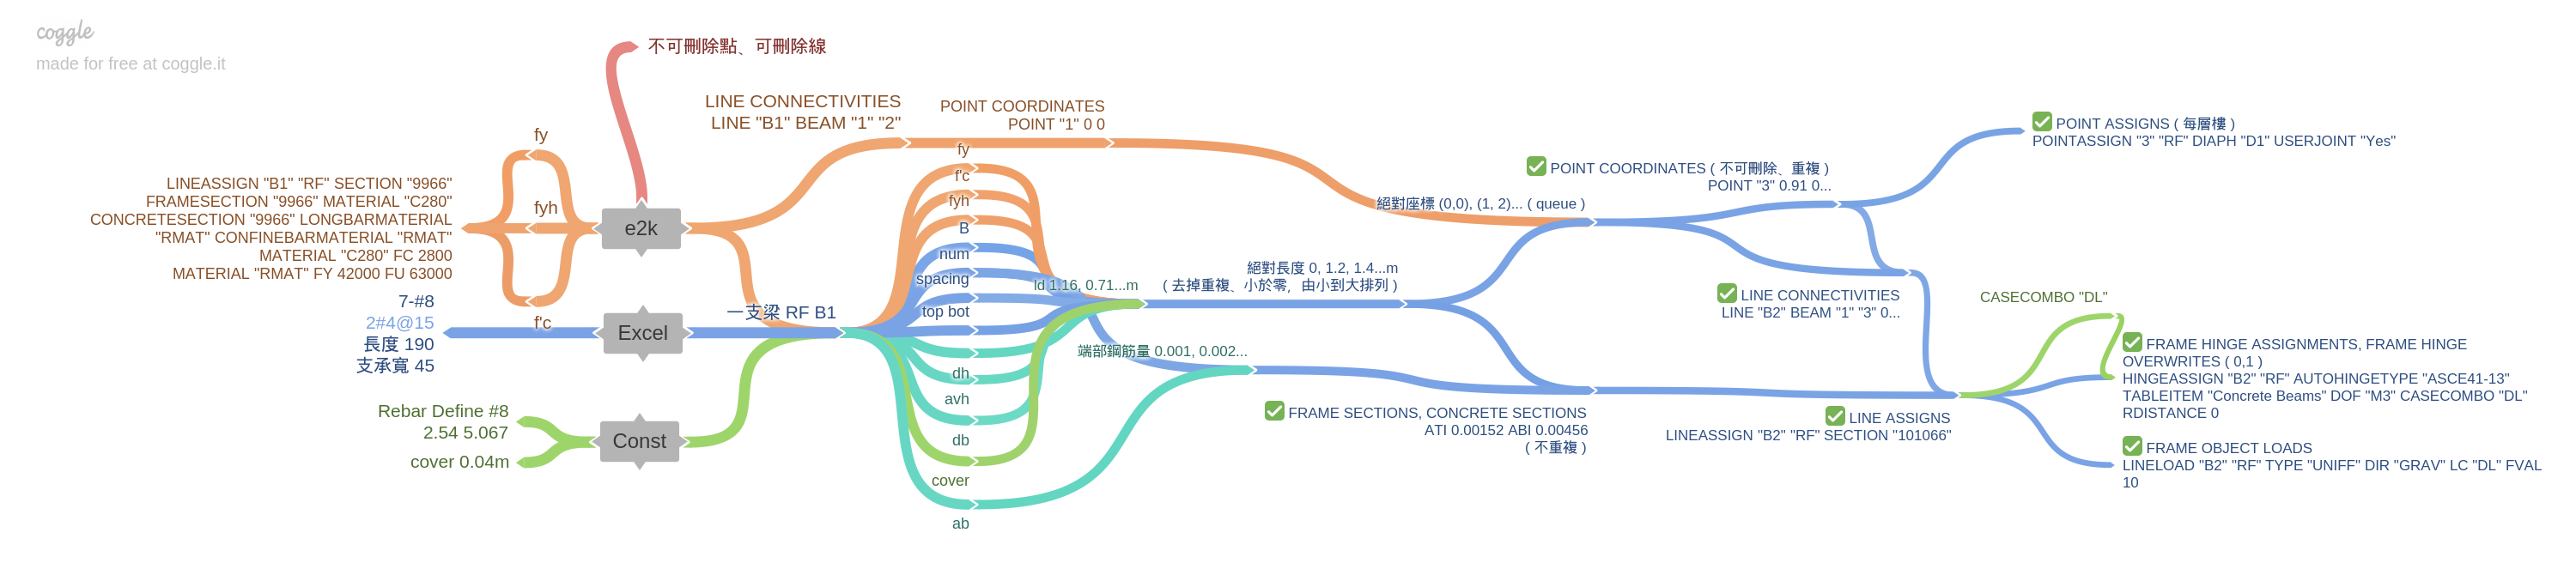 coggle
made for free at coggle.it
不可刪除點、可刪除線
LINE CONNECTIVITIES
LINE "B1" BEAM "1" "2"
POINT COORDINATES
POINT "1" 0 0
fy
fyh
f'c
LINEASSIGN "B1" "RF" SECTION "9966"
FRAMESECTION "9966" MATERIAL "C280"
CONCRETESECTION "9966" LONGBARMATERIAL
"RMAT" CONFINEBARMATERIAL "RMAT"
MATERIAL "C280" FC 2800
MATERIAL "RMAT" FY 42000 FU 63000
e2k
7-#8
2#4@15
長度 190
支承寬 45
Excel
Rebar Define #8
2.54 5.067
cover 0.04m
Const
一支梁 RF B1
fy
f'c
fyh
B
num
spacing
top bot
dh
avh
db
cover
ab
ld 1.16, 0.71...m
端部鋼筋量 0.001, 0.002...
絕對長度 0, 1.2, 1.4...m
( 去掉重複、小於零，由小到大排列 )
絕對座標 (0,0), (1, 2)... ( queue )
✅ FRAME SECTIONS, CONCRETE SECTIONS
ATI 0.00152 ABI 0.00456
( 不重複 )
✅ POINT COORDINATES ( 不可刪除、重複 )
POINT "3" 0.91 0...
✅ LINE CONNECTIVITIES
LINE "B2" BEAM "1" "3" 0...
✅ LINE ASSIGNS
LINEASSIGN "B2" "RF" SECTION "101066"
✅ POINT ASSIGNS ( 每層樓 )
POINTASSIGN "3" "RF" DIAPH "D1" USERJOINT "Yes"
CASECOMBO "DL"
✅ FRAME HINGE ASSIGNMENTS, FRAME HINGE
OVERWRITES ( 0,1 )
HINGEASSIGN "B2" "RF" AUTOHINGETYPE "ASCE41-13"
TABLEITEM "Concrete Beams" DOF "M3" CASECOMBO "DL"
RDISTANCE 0
✅ FRAME OBJECT LOADS
LINELOAD "B2" "RF" TYPE "UNIFF" DIR "GRAV" LC "DL" FVAL
10